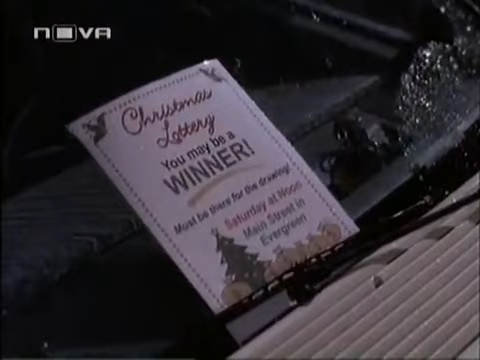 NOVA
Christmas
Lottery
You may be a
WINNER!
Must be there for the drawing!
Saturday at Noon
Main Street in
Evergreen